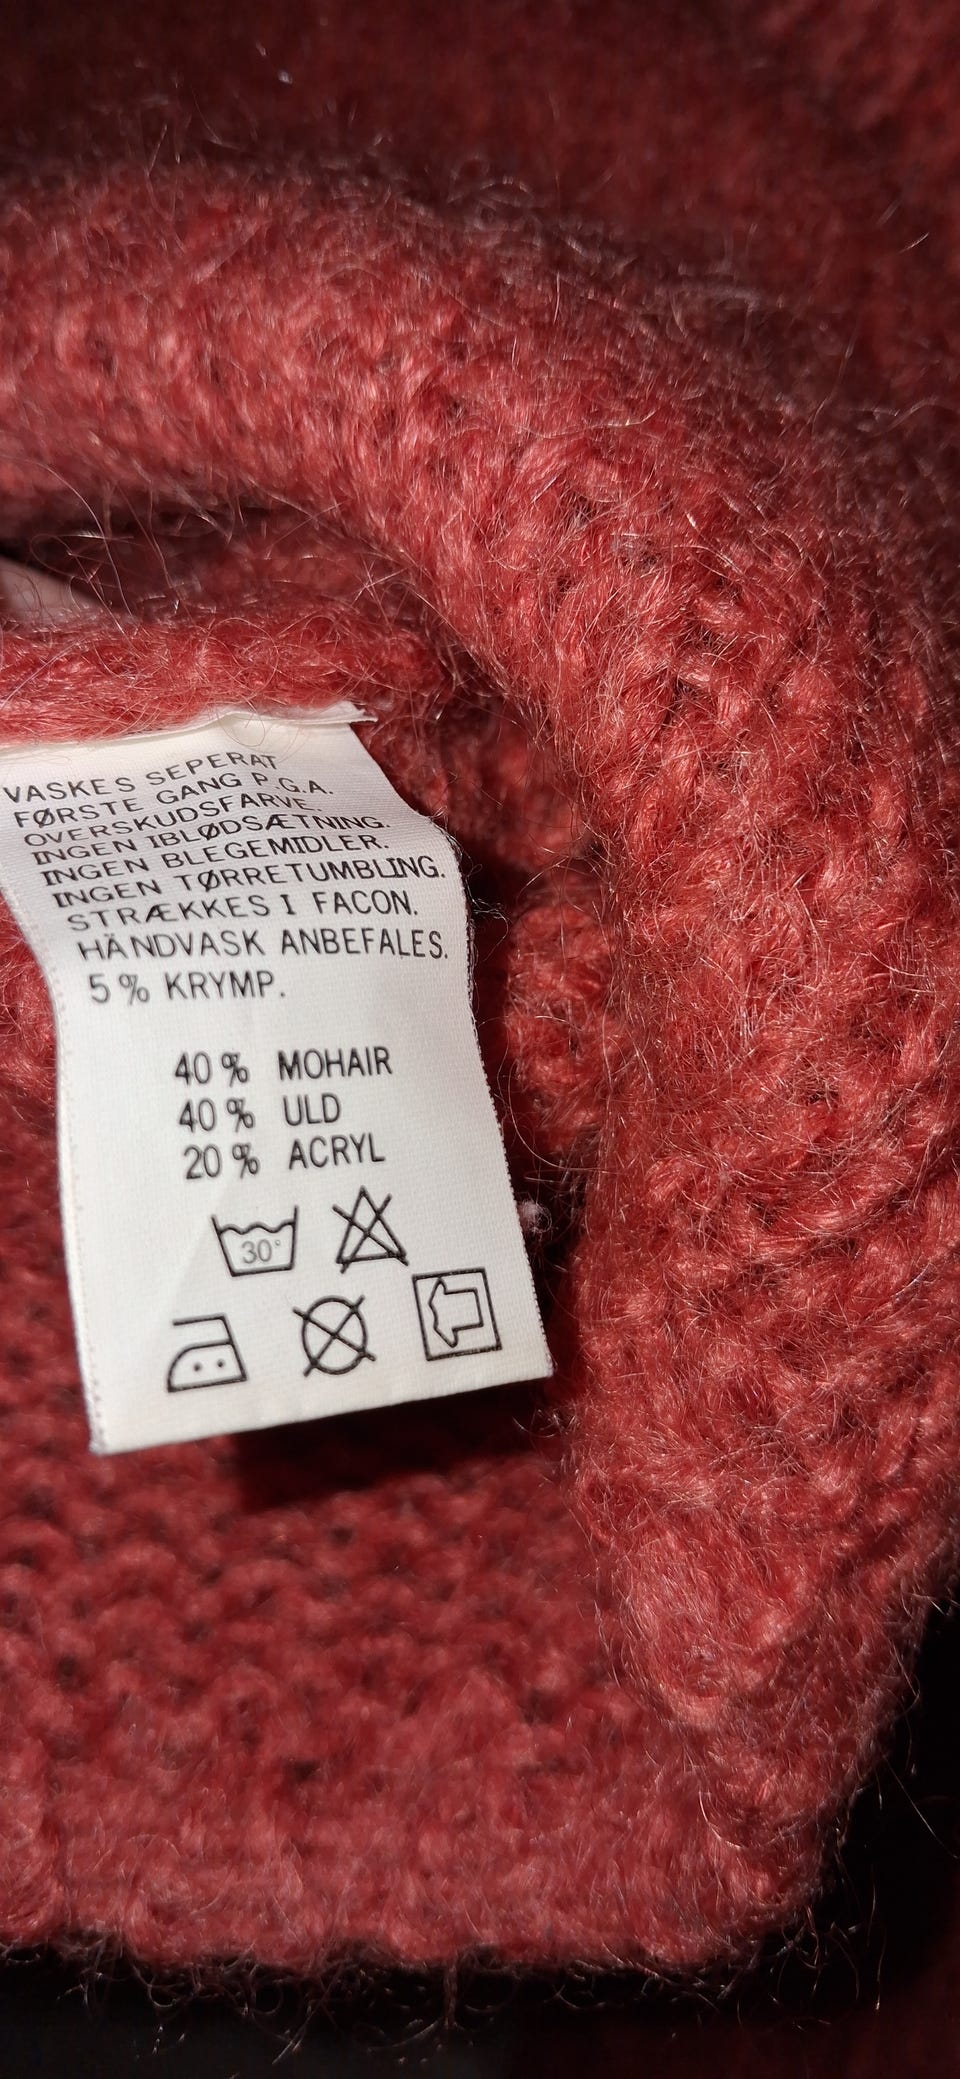 VASKES SEPERAT
FØRSTE GANG P.G.A.
OVERSKUDSFARVE.
INGEN IBLØDSÆTNING.
INGEN BLEGEMIDLER.
INGEN TØRRETUMBLING.
STRÆKKES I FACON.
HÅNDVASK ANBEFALES.
5% KRYMP.
40% MOHAIR
40% ULD
20% ACRYL
30°